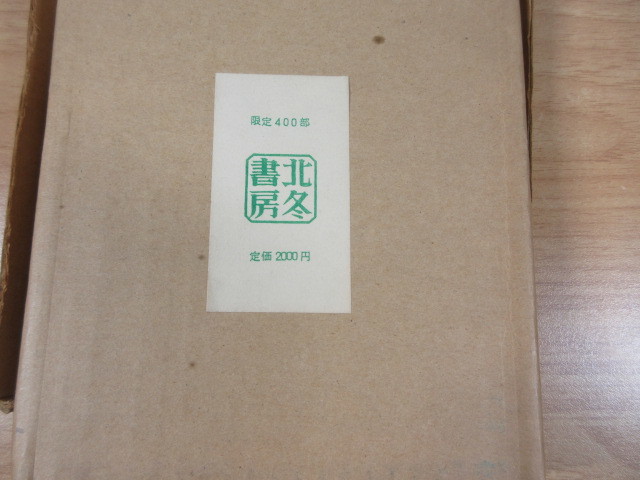 限定400部
北冬
書房
定価2000円